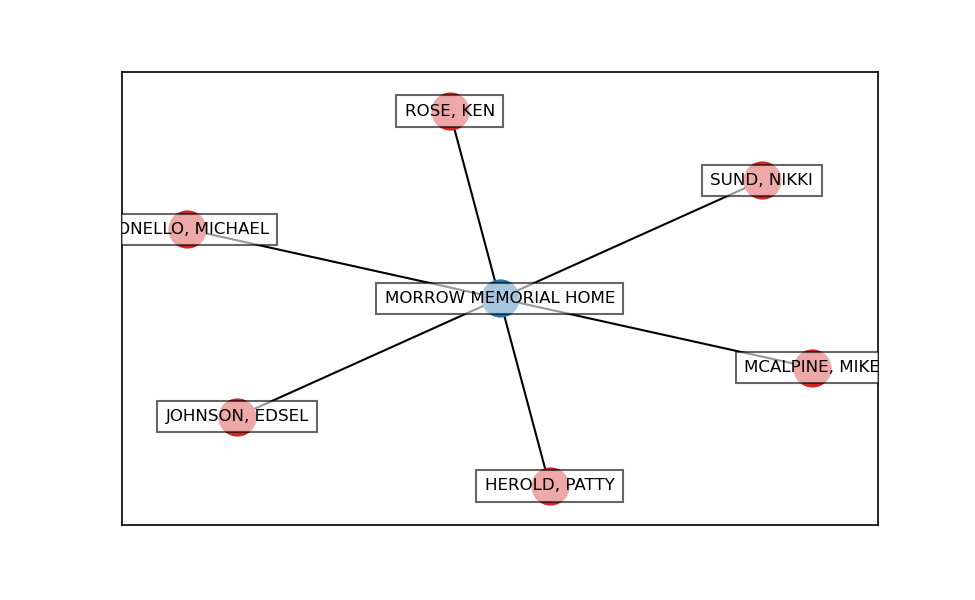 ROSE, KEN
SUND, NIKKI
ONELLO, MICHAEL
MORROW MEMORIAL HOME
MCALPINE, MIKE
JOHNSON, EDSEL
HEROLD, PATTY